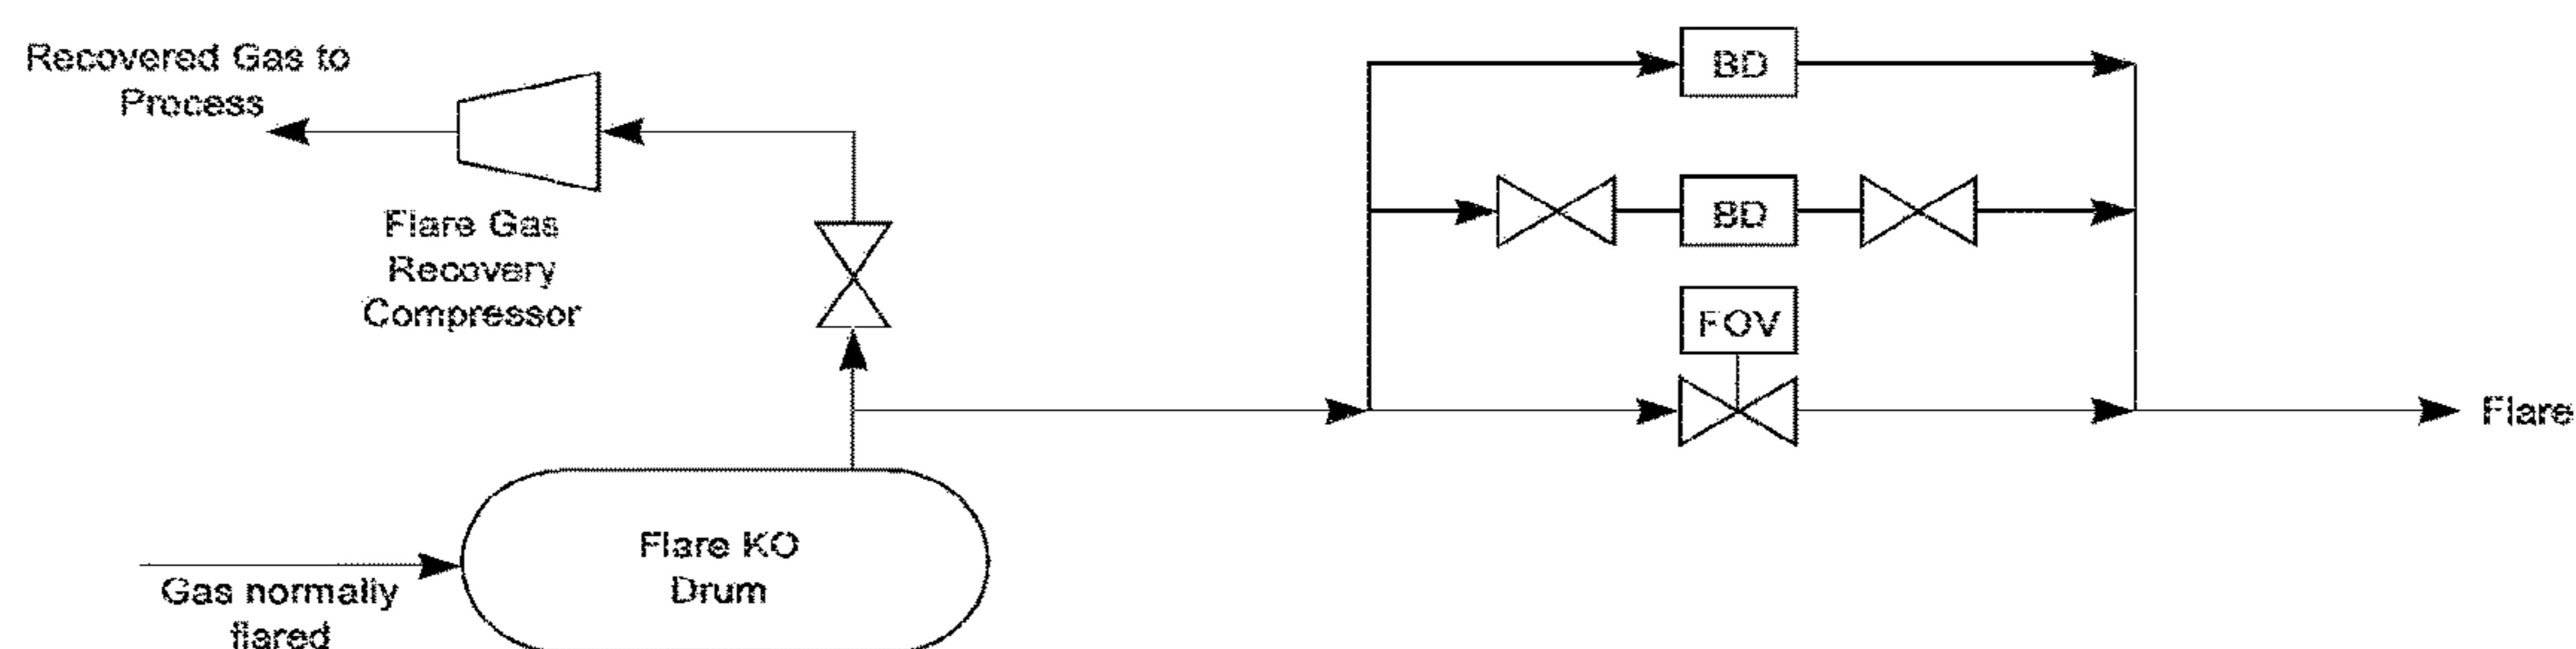 Recovered Gas to
Process
Flare Gas
Recovery
Compressor
BD
BD
FOV
Flare
Flare KO
Drum
Gas normally
flared